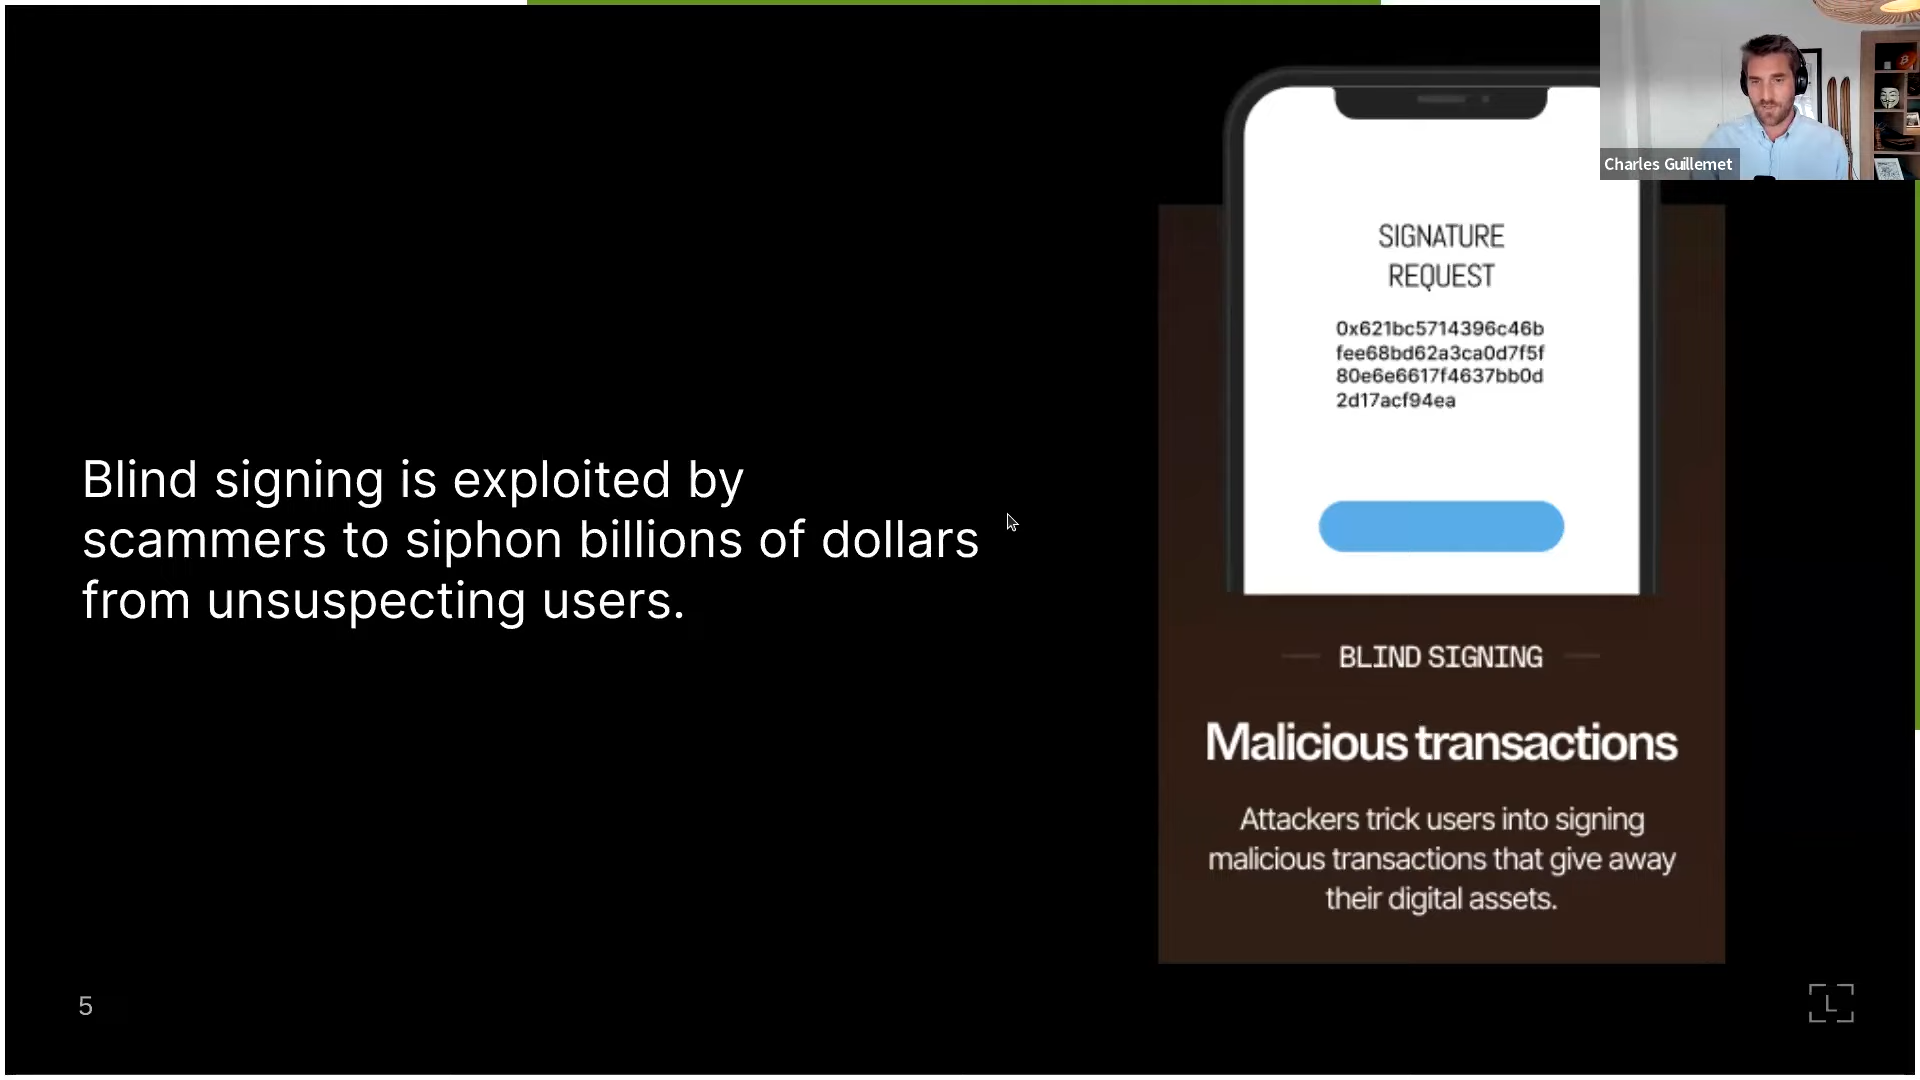 Charles Guillemet
SIGNATURE
REQUEST
0x621bc5714396c46b
fee68bd62a3ca0d7f5f
80e6e6617f4637bb0d
2d17acf94ea
Blind signing is exploited by
scammers to siphon billions of dollars
from unsuspecting users.
BLIND SIGNING
Malicious transactions
Attackers trick users into signing
malicious transactions that give away
their digital assets.
5
L